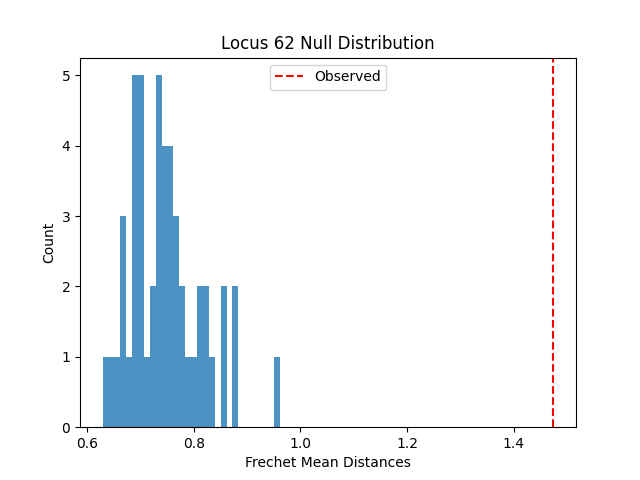 Locus 62 Null Distribution
Observed
Count
5
4
3
2
1
0
0.6 0.8 1.0 1.2 1.4
Frechet Mean Distances